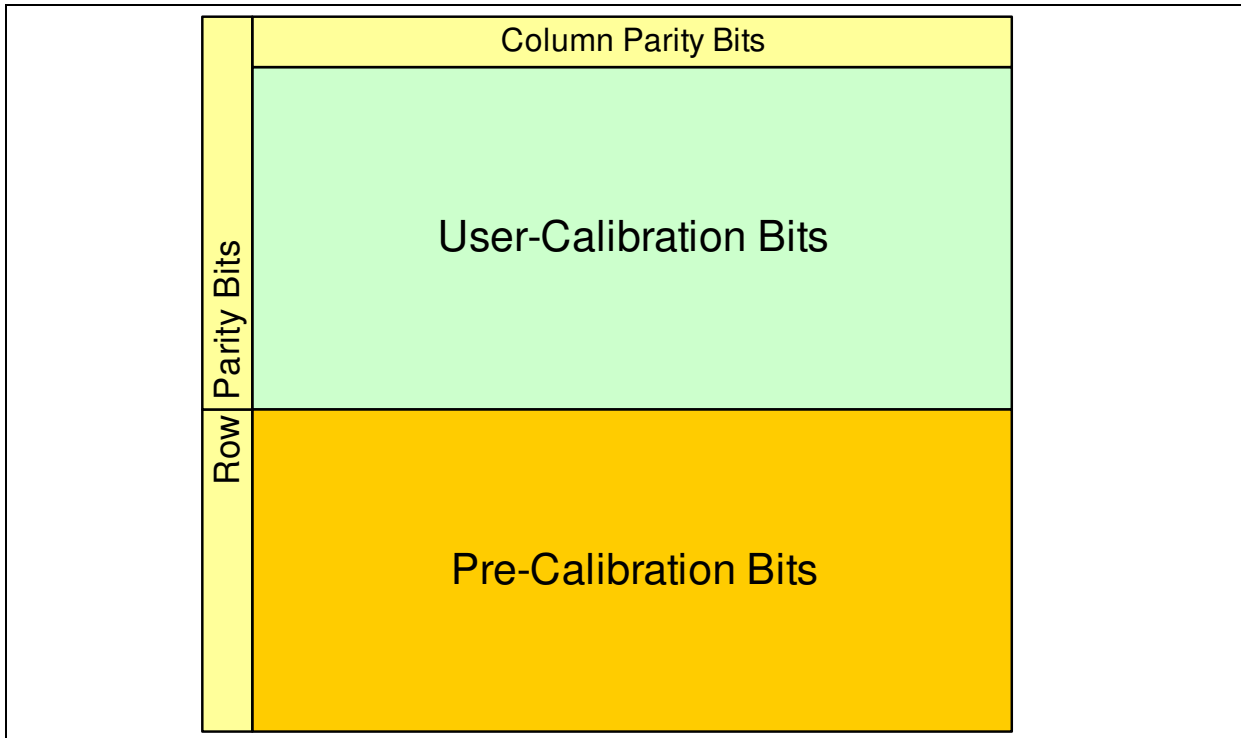 Column Parity Bits
User-Calibration Bits
Row Parity Bits
Pre-Calibration Bits